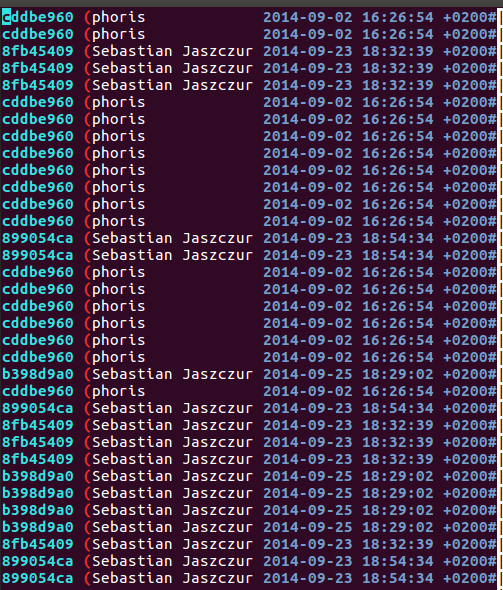 cddbe960 (phoris              2014-09-02 16:26:54 +0200#
cddbe960 (phoris              2014-09-02 16:26:54 +0200#
8fb45409 (Sebastian Jaszczur 2014-09-23 18:32:39 +0200#
8fb45409 (Sebastian Jaszczur 2014-09-23 18:32:39 +0200#
8fb45409 (Sebastian Jaszczur 2014-09-23 18:32:39 +0200#
cddbe960 (phoris              2014-09-02 16:26:54 +0200#
cddbe960 (phoris              2014-09-02 16:26:54 +0200#
cddbe960 (phoris              2014-09-02 16:26:54 +0200#
cddbe960 (phoris              2014-09-02 16:26:54 +0200#
cddbe960 (phoris              2014-09-02 16:26:54 +0200#
cddbe960 (phoris              2014-09-02 16:26:54 +0200#
cddbe960 (phoris              2014-09-02 16:26:54 +0200#
cddbe960 (phoris              2014-09-02 16:26:54 +0200#
899054ca (Sebastian Jaszczur 2014-09-23 18:54:34 +0200#
899054ca (Sebastian Jaszczur 2014-09-23 18:54:34 +0200#
cddbe960 (phoris              2014-09-02 16:26:54 +0200#
cddbe960 (phoris              2014-09-02 16:26:54 +0200#
cddbe960 (phoris              2014-09-02 16:26:54 +0200#
cddbe960 (phoris              2014-09-02 16:26:54 +0200#
cddbe960 (phoris              2014-09-02 16:26:54 +0200#
cddbe960 (phoris              2014-09-02 16:26:54 +0200#
b398d9a0 (Sebastian Jaszczur 2014-09-25 18:29:02 +0200#
cddbe960 (phoris              2014-09-02 16:26:54 +0200#
899054ca (Sebastian Jaszczur 2014-09-23 18:54:34 +0200#
8fb45409 (Sebastian Jaszczur 2014-09-23 18:32:39 +0200#
8fb45409 (Sebastian Jaszczur 2014-09-23 18:32:39 +0200#
8fb45409 (Sebastian Jaszczur 2014-09-23 18:32:39 +0200#
b398d9a0 (Sebastian Jaszczur 2014-09-25 18:29:02 +0200#
b398d9a0 (Sebastian Jaszczur 2014-09-25 18:29:02 +0200#
b398d9a0 (Sebastian Jaszczur 2014-09-25 18:29:02 +0200#
b398d9a0 (Sebastian Jaszczur 2014-09-25 18:29:02 +0200#
8fb45409 (Sebastian Jaszczur 2014-09-23 18:32:39 +0200#
899054ca (Sebastian Jaszczur 2014-09-23 18:54:34 +0200#
899054ca (Sebastian Jaszczur 2014-09-23 18:54:34 +0200#